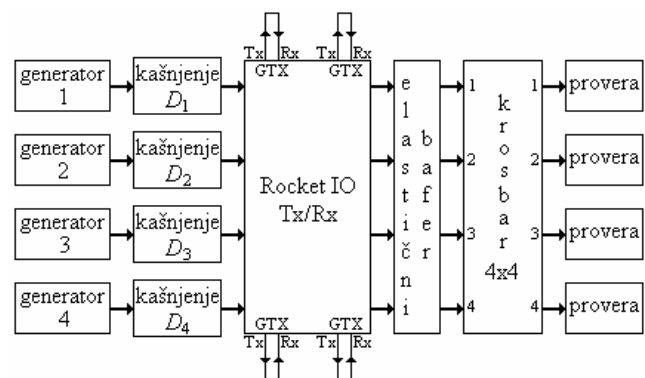 Tx Rx Tx Rx
GTX GTX
generator
1
kašnjenje
D1
generator
2
kašnjenje
D2
generator
3
kašnjenje
D3
generator
4
kašnjenje
D4
Rocket IO
Tx/Rx
GTX GTX
Tx Rx Tx Rx
elastični
bafer
1
2
3
4
krosbar
4x4
1
2
3
4
provera
provera
provera
provera